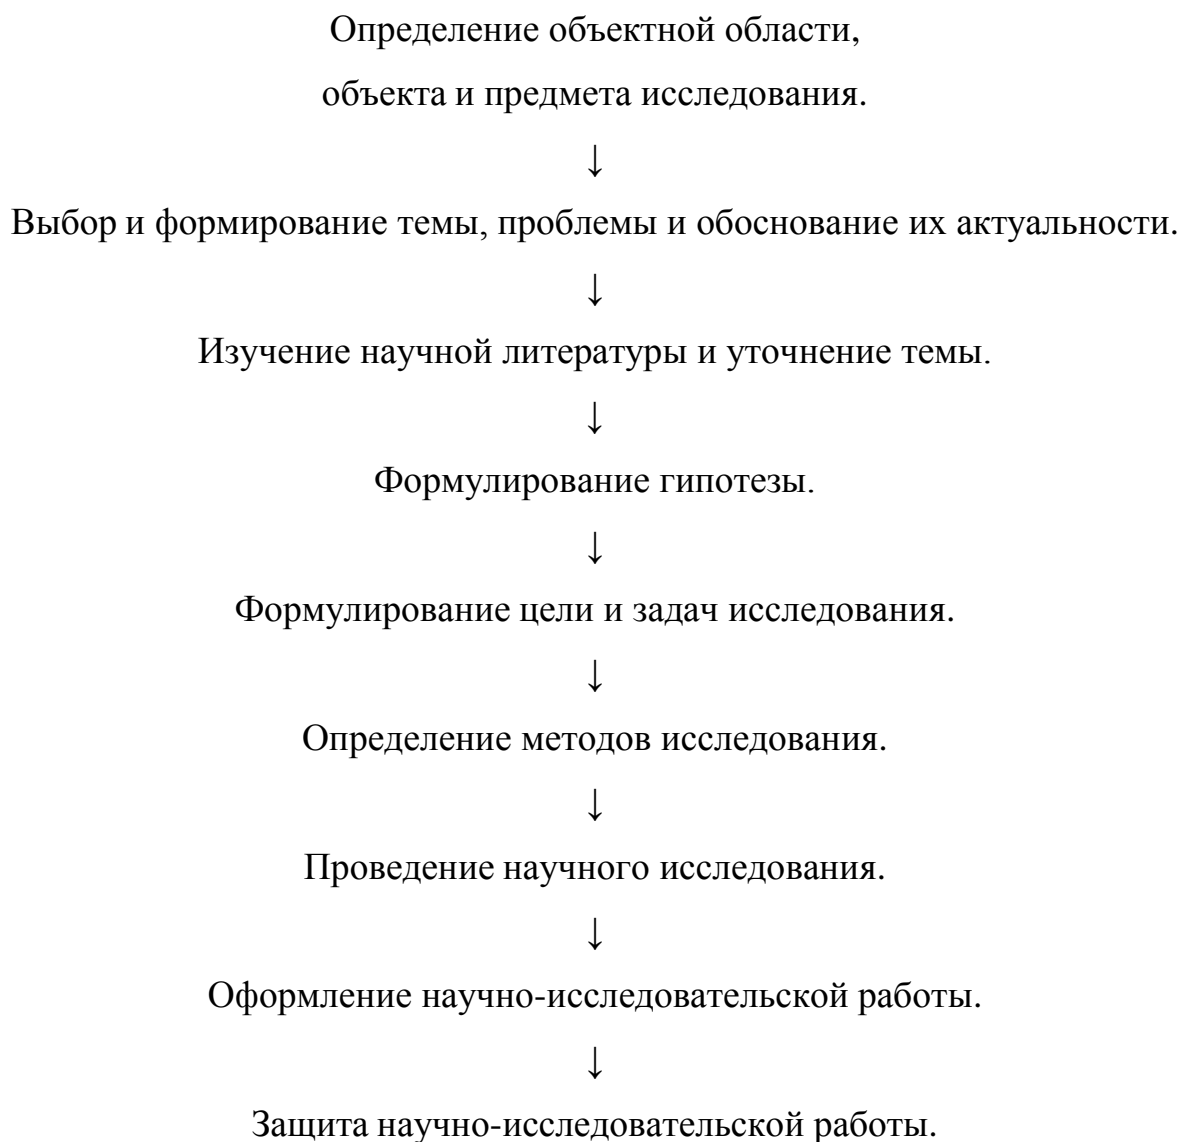 Определение объектной области,
объекта и предмета исследования.
↓
Выбор и формирование темы, проблемы и обоснование их актуальности.
↓
Изучение научной литературы и уточнение темы.
↓
Формулирование гипотезы.
↓
Формулирование цели и задач исследования.
↓
Определение методов исследования.
↓
Проведение научного исследования.
↓
Оформление научно-исследовательской работы.
↓
Защита научно-исследовательской работы.